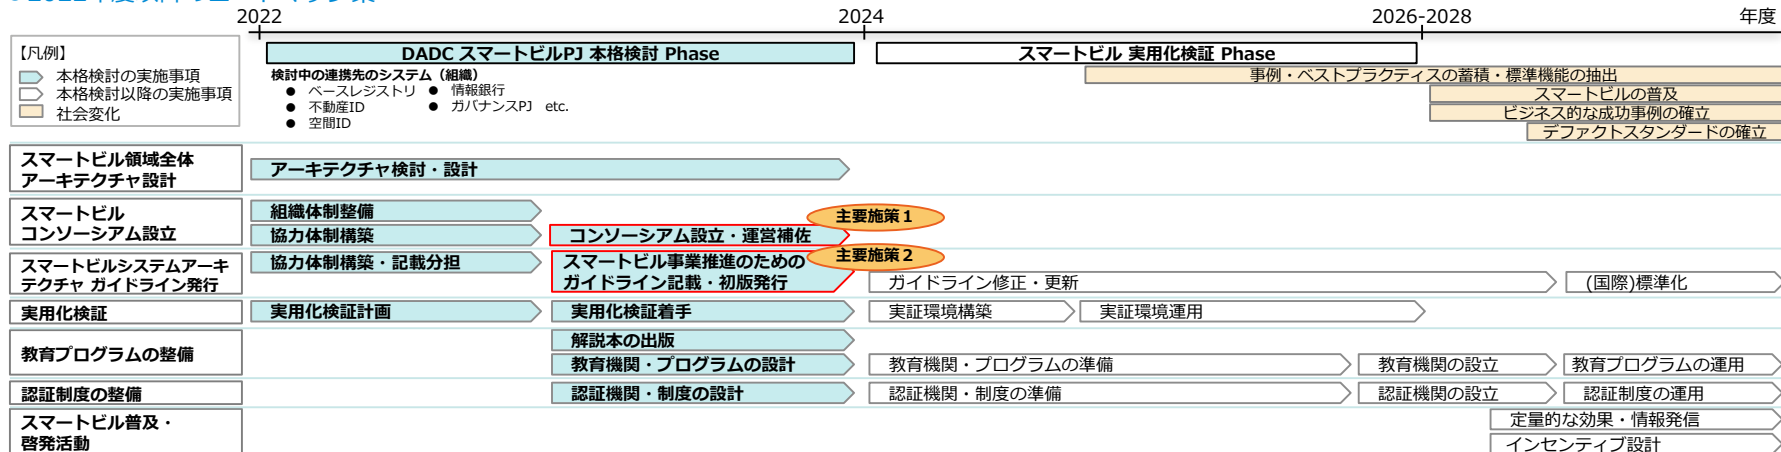 2022
2024
2026-2028
年度
【凡例】
本格検討の実施事項
本格検討以降の実施事項
社会変化
DADC スマートビルPJ 本格検討 Phase
スマートビル 実用化検証 Phase
検討中の連携先のシステム（組織）
● ベースレジストリ ● 情報銀行
● 不動産ID ● ガバナンスPJ etc.
● 空間ID
事例・ベストプラクティスの蓄積・標準機能の抽出
スマートビルの普及
ビジネス的な成功事例の確立
デファクトスタンダードの確立
スマートビル領域全体
アーキテクチャ設計
アーキテクチャ検討・設計
スマートビル
コンソーシアム設立
組織体制整備
協力体制構築
コンソーシアム設立・運営補佐
主要施策１
スマートビルシステムアーキ
テクチャ ガイドライン発行
協力体制構築・記載分担
スマートビル事業推進のための
ガイドライン記載・初版発行
主要施策２
ガイドライン修正・更新
(国際)標準化
実用化検証
実用化検証計画
実用化検証着手
実証環境構築
実証環境運用
教育プログラムの整備
解説本の出版
教育機関・プログラムの設計
教育機関・プログラムの準備
教育機関の設立
教育プログラムの運用
認証制度の整備
認証機関・制度の設計
認証機関・制度の準備
認証機関の設立
認証制度の運用
スマートビル普及・
啓発活動
定量的な効果・情報発信
インセンティブ設計